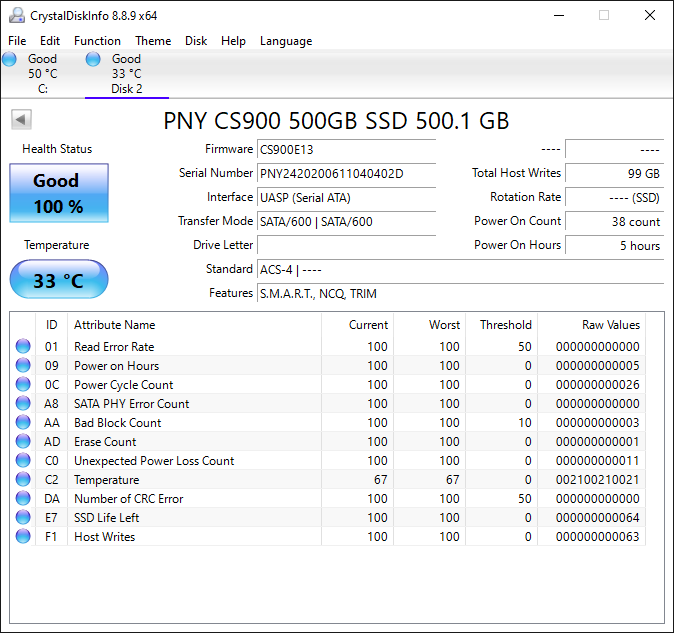 CrystalDiskInfo 8.8.9 x64
File Edit Function Theme Disk Help Language
Good Good
50 °C 33 °C
C: Disk 2
PNY CS900 500GB SSD 500.1 GB
Health Status
Good
100 %
Temperature
33 °C
Firmware CS900E13 ---- ----
Serial Number PNY2420200611040402D Total Host Writes 99 GB
Interface UASP (Serial ATA) Rotation Rate ---- (SSD)
Transfer Mode SATA/600 | SATA/600 Power On Count 38 count
Drive Letter Power On Hours 5 hours
Standard ACS-4 | ----
Features S.M.A.R.T., NCQ, TRIM
ID Attribute Name Current Worst Threshold Raw Values
01 Read Error Rate 100 100 50 000000000000
09 Power on Hours 100 100 0 000000000005
0C Power Cycle Count 100 100 0 000000000026
A8 SATA PHY Error Count 100 100 0 000000000000
AA Bad Block Count 100 100 10 000000000003
AD Erase Count 100 100 0 000000000001
C0 Unexpected Power Loss Count 100 100 0 000000000011
C2 Temperature 67 67 0 002100210021
DA Number of CRC Error 100 100 50 000000000000
E7 SSD Life Left 100 100 0 000000000064
F1 Host Writes 100 100 0 000000000063